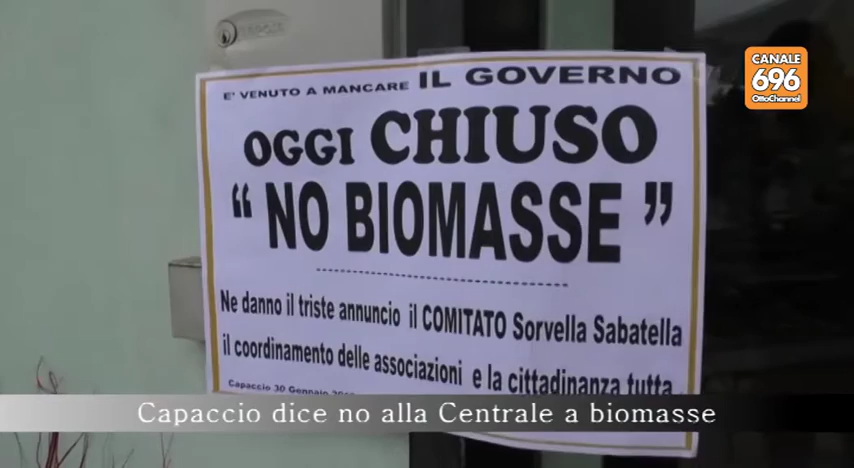 CANALE
696
OttoChannel
E' VENUTO A MANCARE IL GOVERNO
OGGI CHIUSO
“ NO BIOMASSE ”
Ne danno il triste annuncio il COMITATO Sorvella Sabatella
il coordinamento delle associazioni e la cittadinanza tutta
Capaccio 30 Gennaio
Capaccio dice no alla Centrale a biomasse